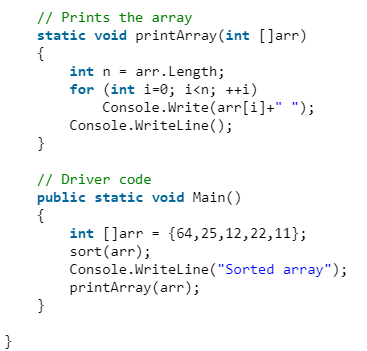 // Prints the array
static void printArray(int []arr)
{
int n = arr.Length;
for (int i=0; i<n; ++i)
Console.Write(arr[i]+" ");
Console.WriteLine();
}
// Driver code
public static void Main()
{
int []arr = {64,25,12,22,11};
sort(arr);
Console.WriteLine("Sorted array");
printArray(arr);
}
}